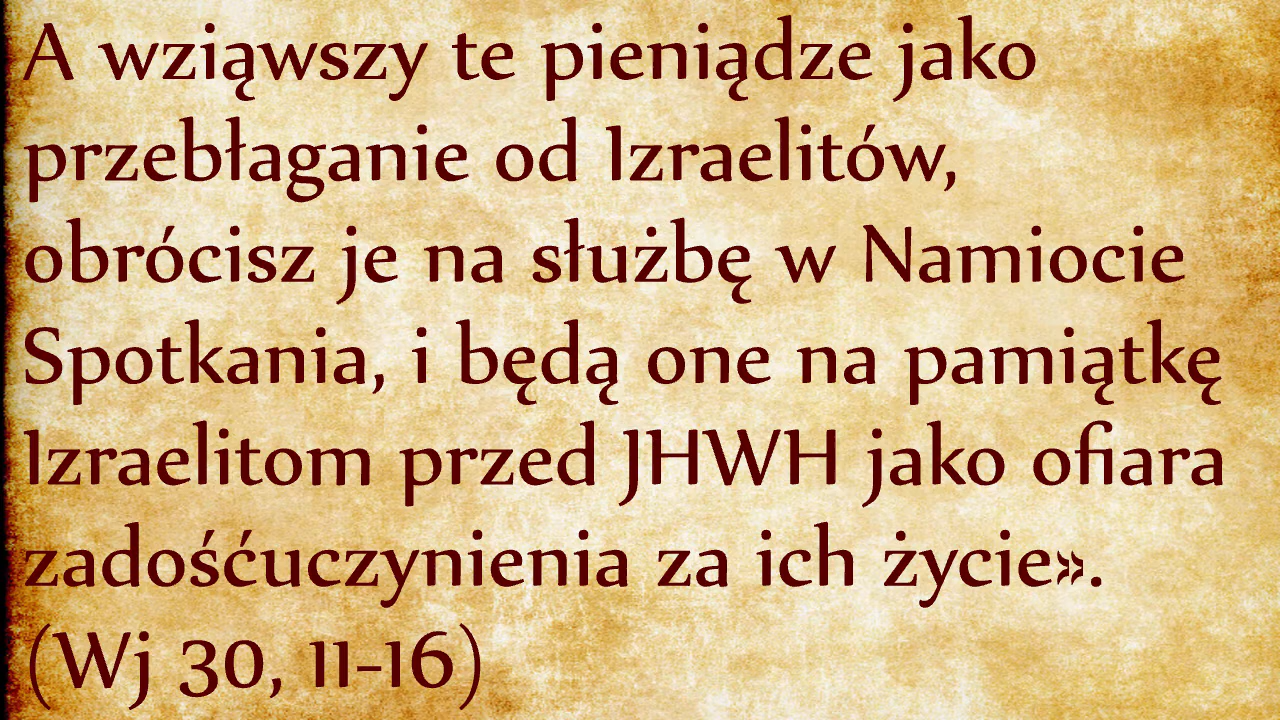 A wziąwszy te pieniądze jako
przebłaganie od Izraelitów,
obrócisz je na służbę w Namiocie
Spotkania, i będą one na pamiątkę
Izraelitom przed JHWH jako ofiara
zadośćuczynienia za ich życie».
(Wj 30, 11-16)